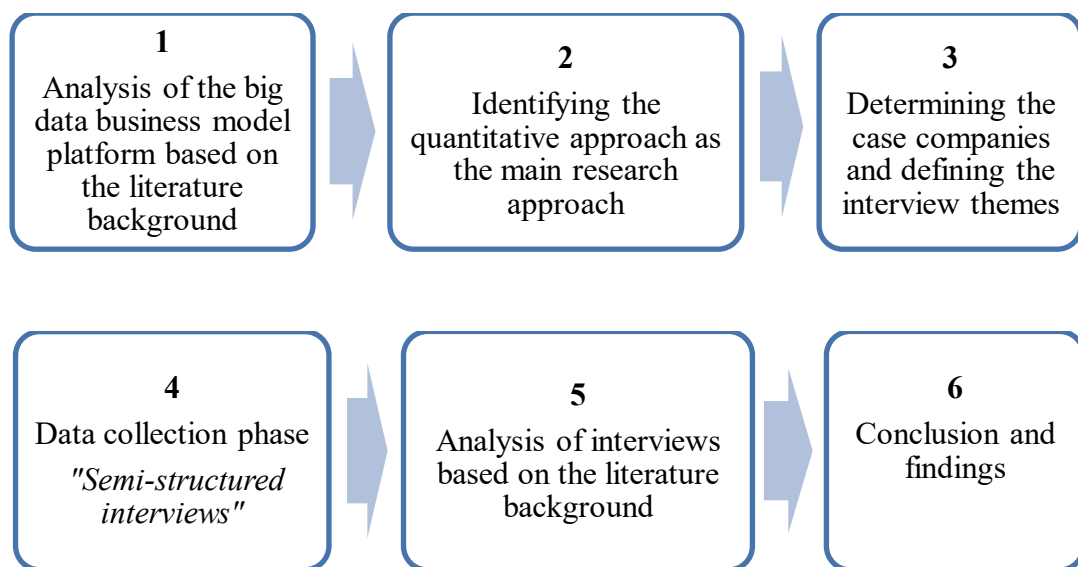 1
Analysis of the big
data business model
platform based on
the literature
background
2
Identifying the
quantitative approach as
the main research
approach
3
Determining the
case companies
and defining the
interview themes
4
Data collection phase
"Semi-structured
interviews"
5
Analysis of interviews
based on the literature
background
6
Conclusion and
findings